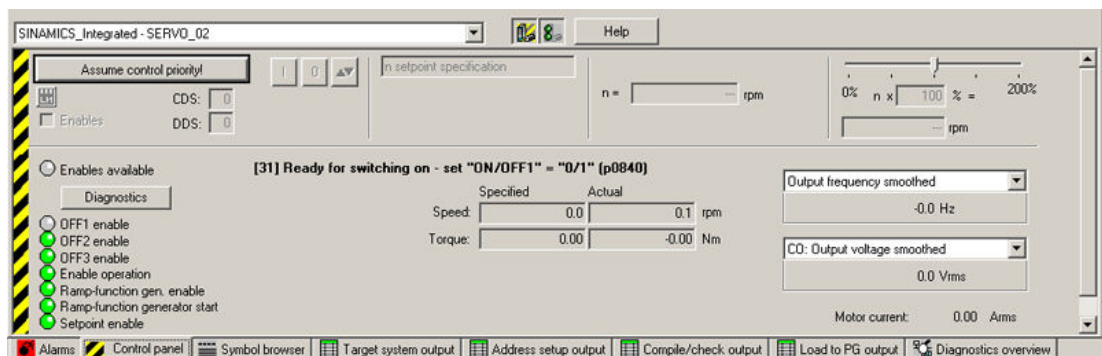 SINAMICS_Integrated - SERVO_02
Help
Assume control priority!
I 0
n setpoint specification
n = --- rpm
0% n x 100 % = 200%
--- rpm
CDS: 0
Enables DDS: 0
Enables available
[31] Ready for switching on - set "ON/OFF1" = "0/1" (p0840)
Diagnostics
Specified Actual
Speed: 0.0 0.1 rpm
Torque: 0.00 -0.00 Nm
Output frequency smoothed
-0.0 Hz
CO: Output voltage smoothed
0.0 Vrms
Motor current: 0.00 Arms
OFF1 enable
OFF2 enable
OFF3 enable
Enable operation
Ramp-function gen. enable
Ramp-function generator start
Setpoint enable
Alarms Control panel Symbol browser Target system output Address setup output Compile/check output Load to PG output Diagnostics overview